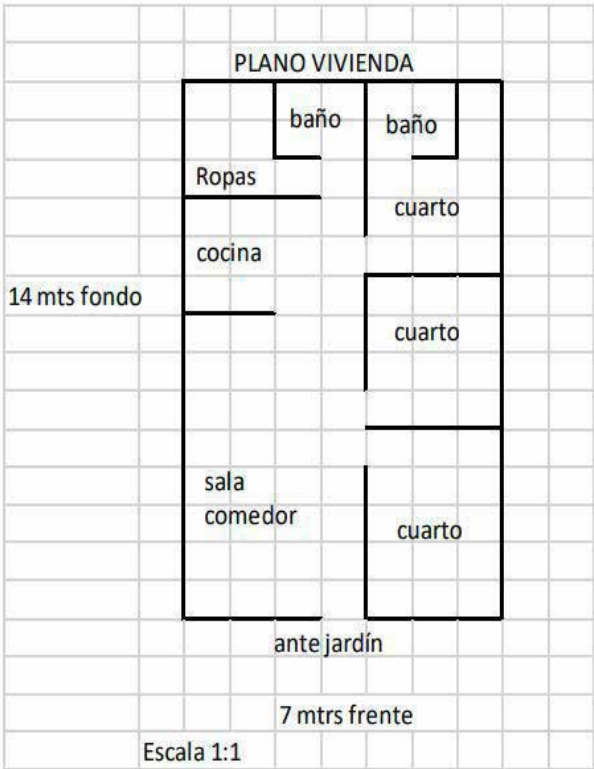 PLANO VIVIENDA
baño
baño
Ropas
cuarto
cocina
14 mts fondo
cuarto
sala
comedor
cuarto
ante jardín
7 mtrs frente
Escala 1:1